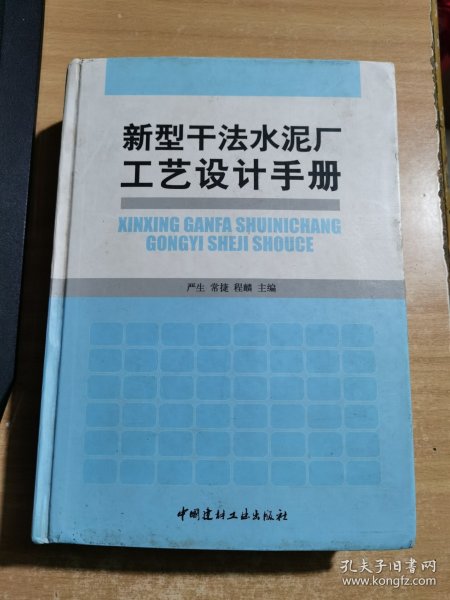 新型干法水泥厂
工艺设计手册
XINXING GANFA SHUINICHANG
GONGYI SHEJI SHOUCE
严生 常捷 程麟 主编
中国建材工业出版社
孔夫子旧书网
www.kongfz.com